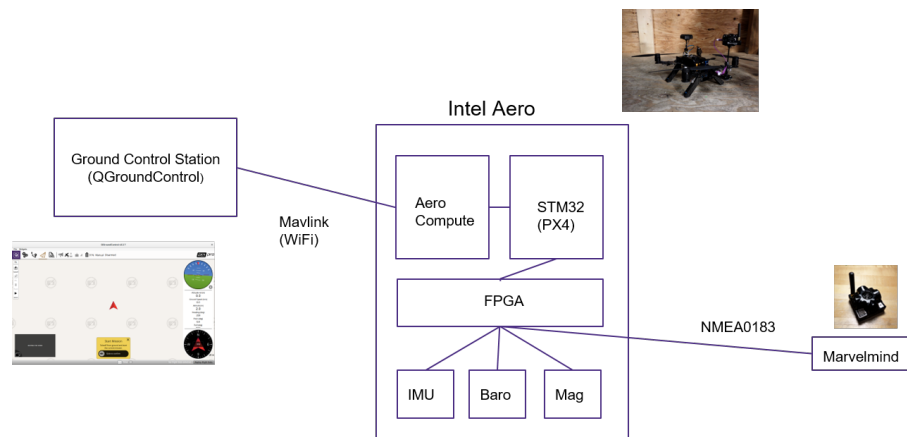 Intel Aero
Ground Control Station
(QGroundControl)
Aero
Compute
STM32
(PX4)
Mavlink
(WiFi)
FPGA
NMEA0183
Marvelmind
IMU
Baro
Mag